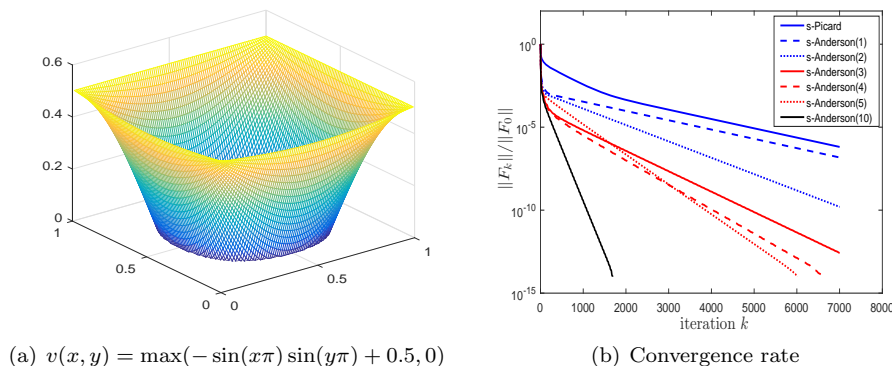 0.6
0.4
0.2
0
1
0.5
0
0
0.5
1
10^0
10^-5
10^-10
10^-15
||F_k||/||F_0||
s-Picard
s-Anderson(1)
s-Anderson(2)
s-Anderson(3)
s-Anderson(4)
s-Anderson(5)
s-Anderson(10)
0 1000 2000 3000 4000 5000 6000 7000 8000
iteration k
(a) v(x, y) = max(− sin(xπ) sin(yπ) + 0.5, 0)
(b) Convergence rate